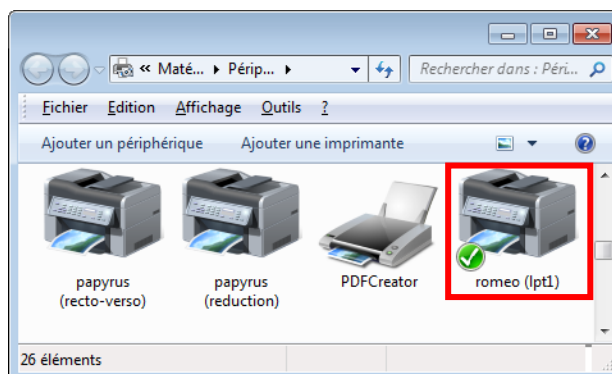 « Maté... Périp...
Rechercher dans : Péri...
Fichier Edition Affichage Outils ?
Ajouter un périphérique Ajouter une imprimante
papyrus
(recto-verso)
papyrus
(reduction)
PDFCreator
romeo (lpt1)
26 éléments